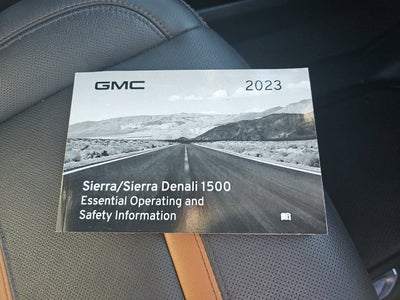 GMC 2023
Sierra/Sierra Denali 1500
Essential Operating and
Safety Information